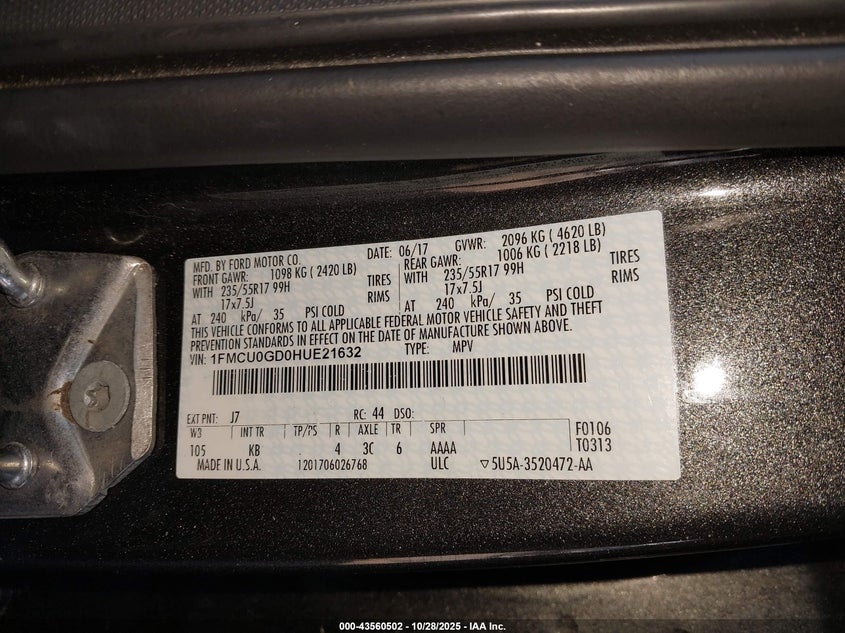 MFD. BY FORD MOTOR CO. DATE: 06/17 GVWR: 2096 KG ( 4620 LB)
FRONT GAWR: 1098 KG ( 2420 LB) REAR GAWR: 1006 KG ( 2218 LB)
WITH 235/55R17 99H TIRES WITH 235/55R17 99H TIRES
17x7.5J RIMS 17x7.5J RIMS
AT 240 kPa/ 35 PSI COLD AT 240 kPa/ 35 PSI COLD
THIS VEHICLE CONFORMS TO ALL APPLICABLE FEDERAL MOTOR VEHICLE SAFETY AND THEFT
PREVENTION STANDARDS IN EFFECT ON THE DATE OF MANUFACTURE SHOWN ABOVE.
VIN: 1FMCU0GD0HUE21632 TYPE: MPV
EXT PNT: J7 RC: 44 DSO:
W3 INT TR TP/PS R AXLE TR SPR F0106
105 KB 4 3C 6 AAAA T0313
MADE IN U.S.A. 1201706026768 ULC ▽5U5A-3520472-AA
000-43560502 - 10/28/2025 - IAA Inc.